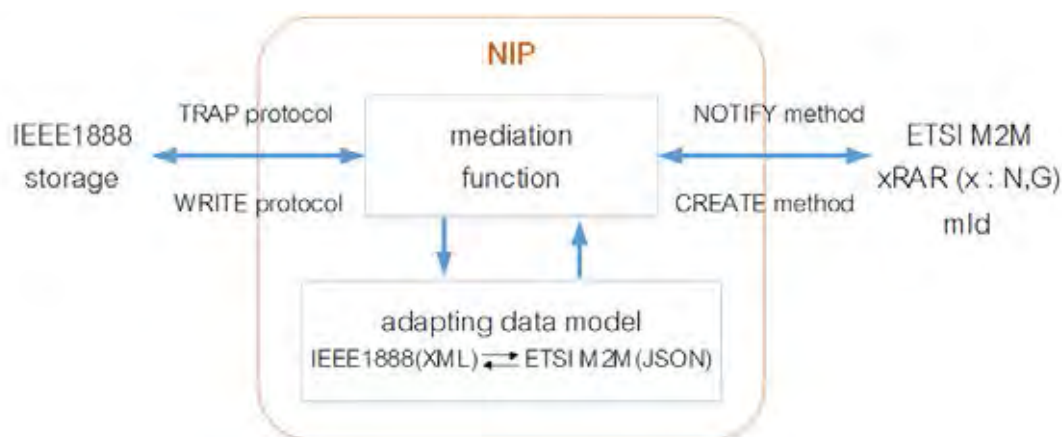 NIP
IEEE1888
storage
TRAP protocol
WRITE protocol
mediation
function
NOTIFY method
CREATE method
ETSI M2M
xRAR (x : N,G)
mId
adapting data model
IEEE1888(XML) ⇄ ETSI M2M(JSON)